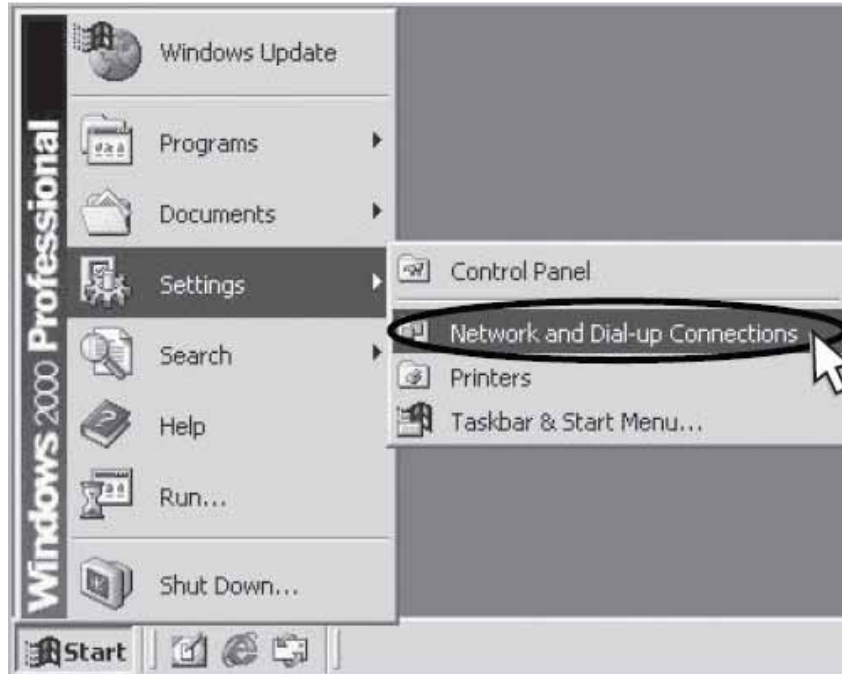 Windows 2000 Professional
Windows Update
Programs
Documents
Settings
Search
Help
Run...
Shut Down...
Control Panel
Network and Dial-up Connections
Printers
Taskbar & Start Menu...
Start